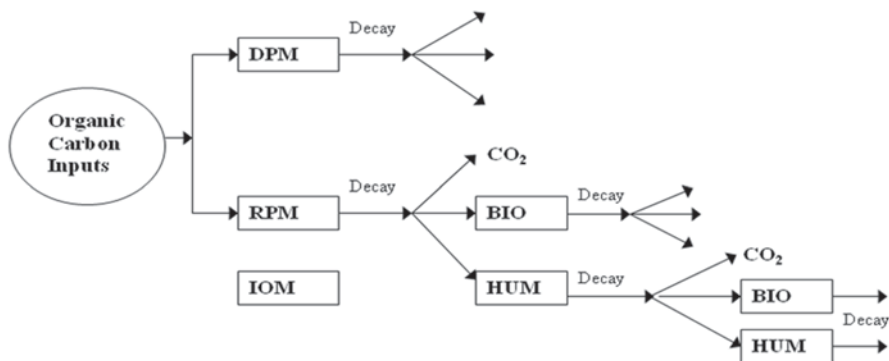 Decay
DPM
Organic
Carbon
Inputs
CO₂
Decay
Decay
RPM
BIO
CO₂
IOM
HUM
Decay
BIO
Decay
HUM